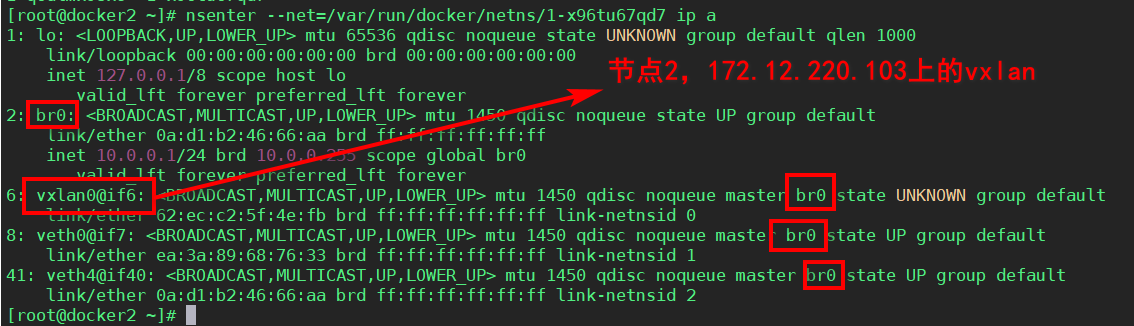 [root@docker2 ~]# nsenter --net=/var/run/docker/netns/1-x96tu67qd7 ip a
1: lo: <LOOPBACK,UP,LOWER_UP> mtu 65536 qdisc noqueue state UNKNOWN group default qlen 1000
link/loopback 00:00:00:00:00:00 brd 00:00:00:00:00:00
inet 127.0.0.1/8 scope host lo
节点2，172.12.220.103上的vxlan
valid_lft forever preferred_lft forever
2: br0: <BROADCAST,MULTICAST,UP,LOWER_UP> mtu 1450 qdisc noqueue state UP group default
link/ether 0a:d1:b2:46:66:aa brd ff:ff:ff:ff:ff:ff
inet 10.0.0.1/24 brd 10.0.0.255 scope global br0
valid_lft forever preferred_lft forever
6: vxlan0@if6: <BROADCAST,MULTICAST,UP,LOWER_UP> mtu 1450 qdisc noqueue master br0 state UNKNOWN group default
link/ether 62:ec:c2:5f:4e:fb brd ff:ff:ff:ff:ff:ff link-netnsid 0
8: veth0@if7: <BROADCAST,MULTICAST,UP,LOWER_UP> mtu 1450 qdisc noqueue master br0 state UP group default
link/ether ea:3a:89:68:76:33 brd ff:ff:ff:ff:ff:ff link-netnsid 1
41: veth4@if40: <BROADCAST,MULTICAST,UP,LOWER_UP> mtu 1450 qdisc noqueue master br0 state UP group default
link/ether 0a:d1:b2:46:66:aa brd ff:ff:ff:ff:ff:ff link-netnsid 2
[root@docker2 ~]#